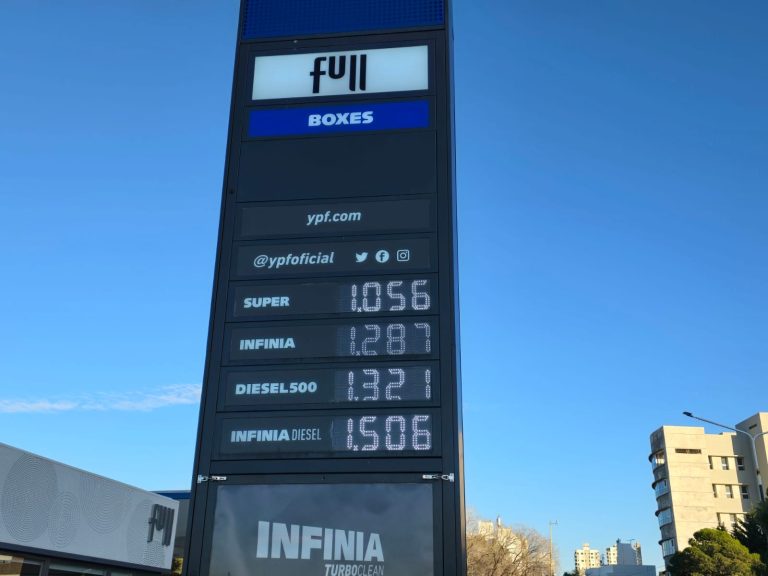 full
BOXES
ypf.com
@ypfoficial
SUPER 1.056
INFINIA 1.287
DIESEL500 1.321
INFINIA DIESEL 1.506
INFINIA
TURBOCLEAN
full